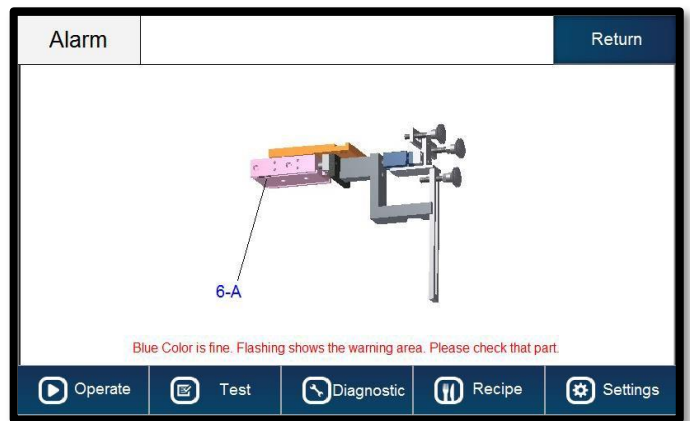 Alarm
Return
6-A
Blue Color is fine. Flashing shows the warning area. Please check that part.
Operate
Test
Diagnostic
Recipe
Settings